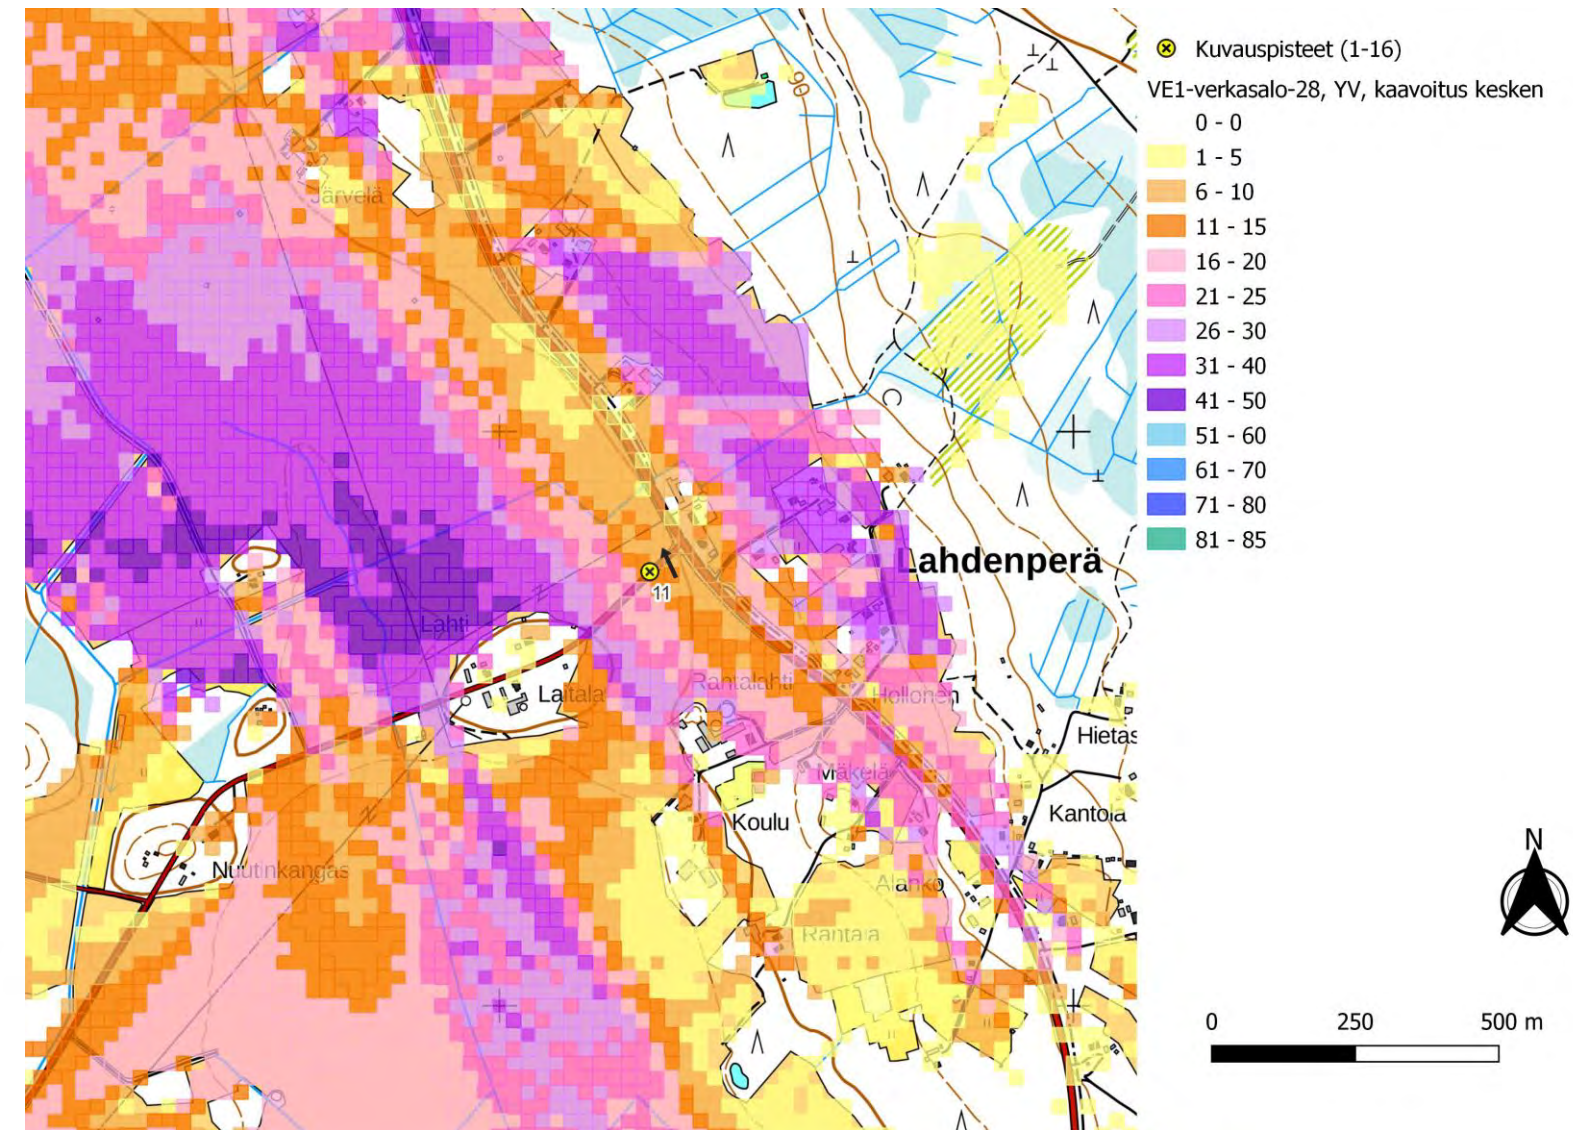 Kuvauspisteet (1-16)
VE1-verkasalo-28, YV, kaavoitus kesken
0 - 0
1 - 5
6 - 10
11 - 15
16 - 20
21 - 25
26 - 30
31 - 40
41 - 50
51 - 60
61 - 70
71 - 80
81 - 85
90
Järvelä
Lahdenperä
11
Lahti
Laitala
Rantalahti
Hollonen
Hietas
Mäkelä
Koulu
Kantola
Nuutinkangas
Alanko
Rantala
N
0 250 500 m